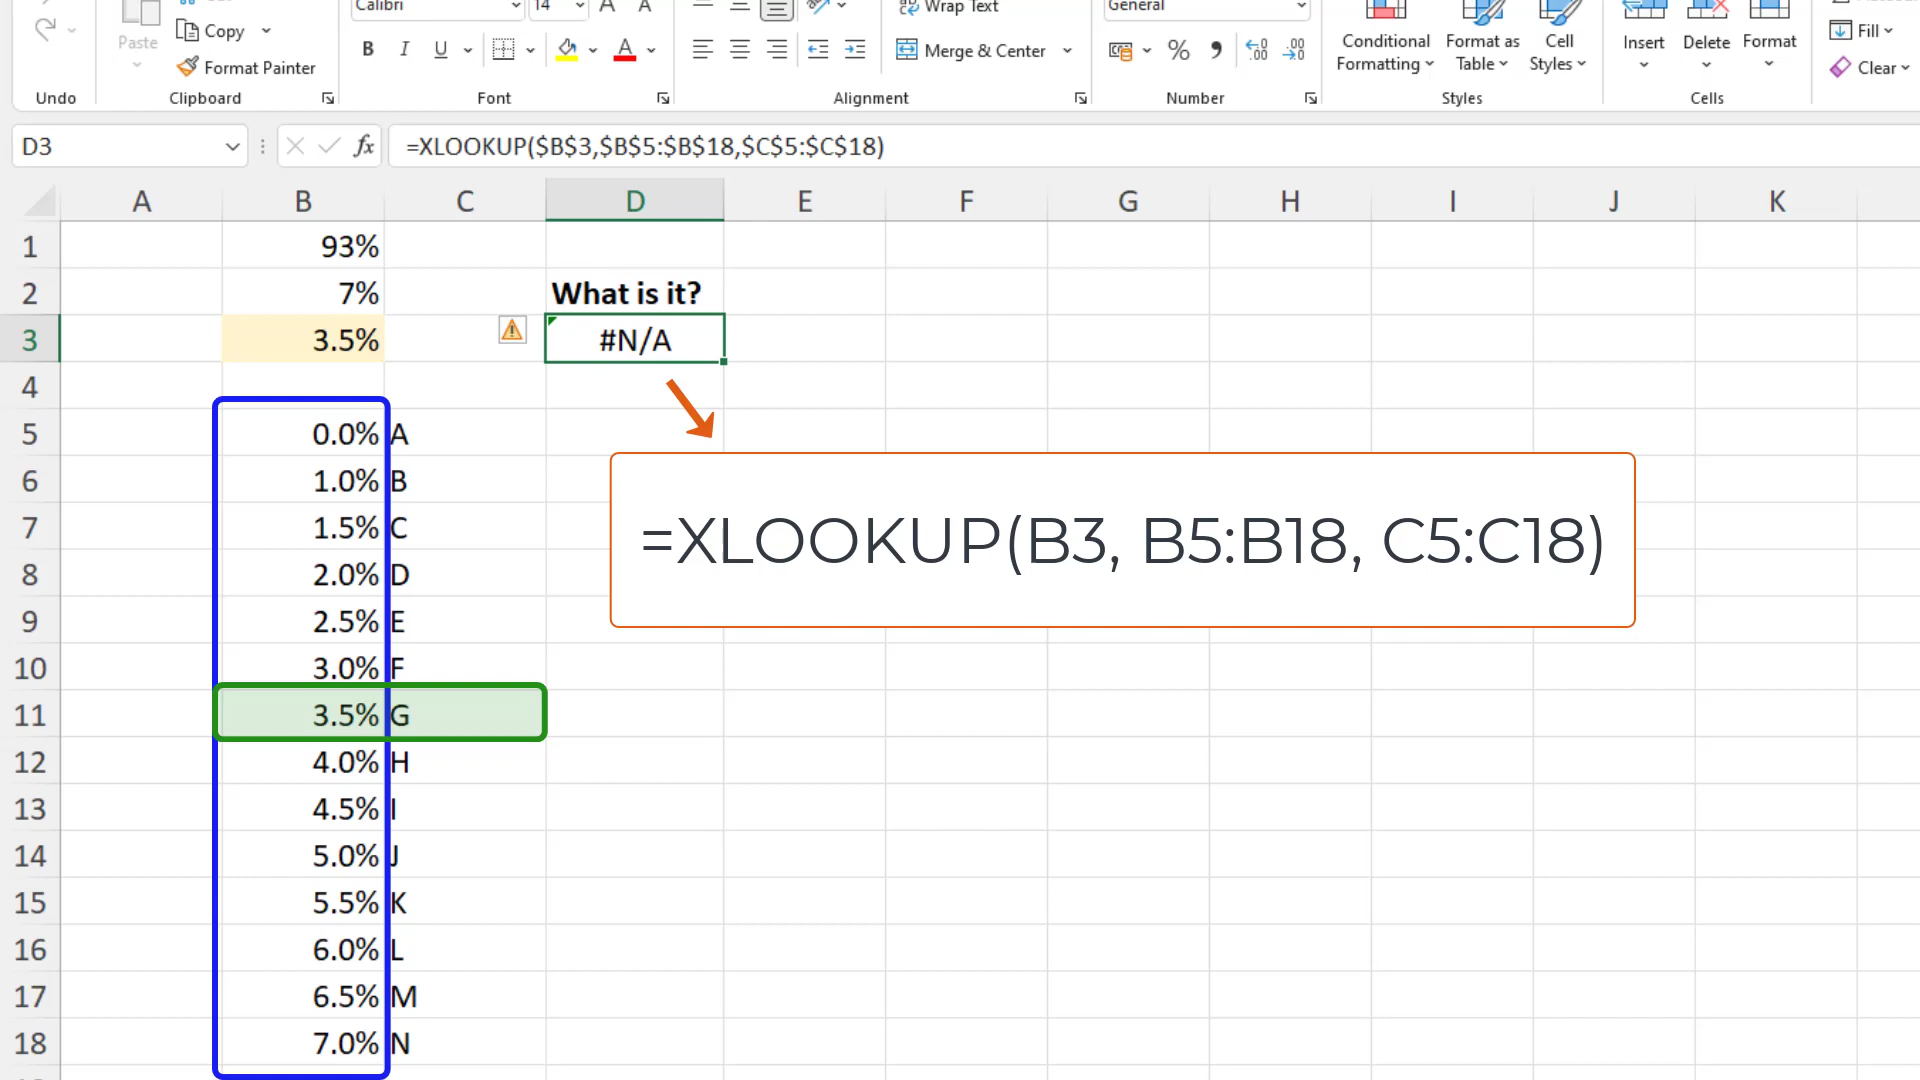 Calibri 14 Wrap Text General
Paste Copy Format Painter B I U Merge & Center % Conditional Formatting Format as Table Cell Styles Insert Delete Format Fill Clear
Undo Clipboard Font Alignment Number Styles Cells
D3 fx =XLOOKUP($B$3,$B$5:$B$18,$C$5:$C$18)
A B C D E F G H I J K
1 93%
2 7% What is it?
3 3.5% #N/A
4
5 0.0% A
6 1.0% B
7 1.5% C
=XLOOKUP(B3, B5:B18, C5:C18)
8 2.0% D
9 2.5% E
10 3.0% F
11 3.5% G
12 4.0% H
13 4.5% I
14 5.0% J
15 5.5% K
16 6.0% L
17 6.5% M
18 7.0% N